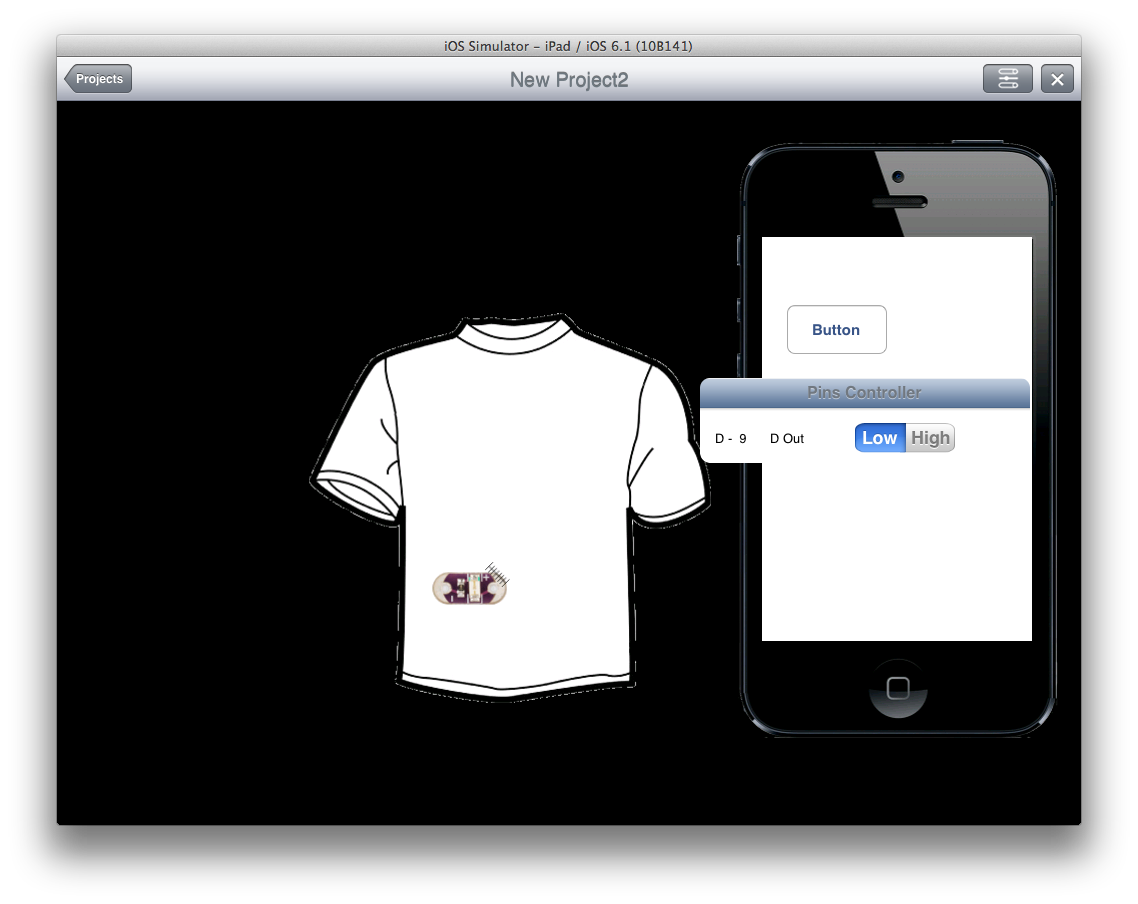 iOS Simulator – iPad / iOS 6.1 (10B141)
Projects
New Project2
Button
Pins Controller
D - 9 D Out Low High